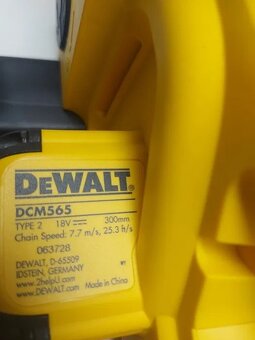 DEWALT®
DCM565
TYPE 2 18V ⎓ 300mm
Chain Speed: 7.7 m/s, 25.3 h/s
063728
DEWALT, D-65509
IDSTEIN, GERMANY WY
www.2helpU.com
www.DEWALT.com Made in China